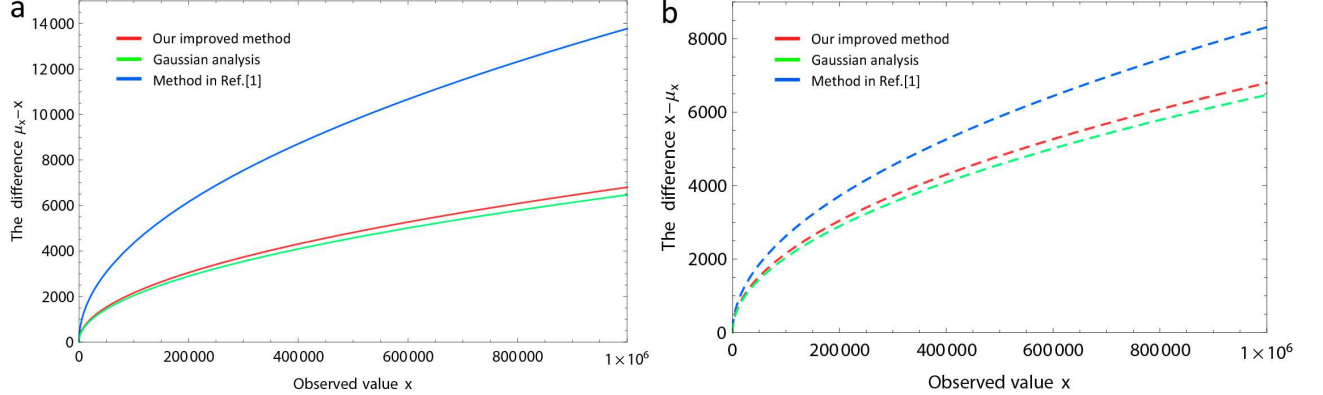 a
The difference μx−x
14000
12000
10000
8000
6000
4000
2000
0
Our improved method
Gaussian analysis
Method in Ref.[1]
0 200000 400000 600000 800000 1×10⁶
Observed value x
b
The difference x−μx
8000
6000
4000
2000
0
Our improved method
Gaussian analysis
Method in Ref.[1]
0 200000 400000 600000 800000 1×10⁶
Observed value x